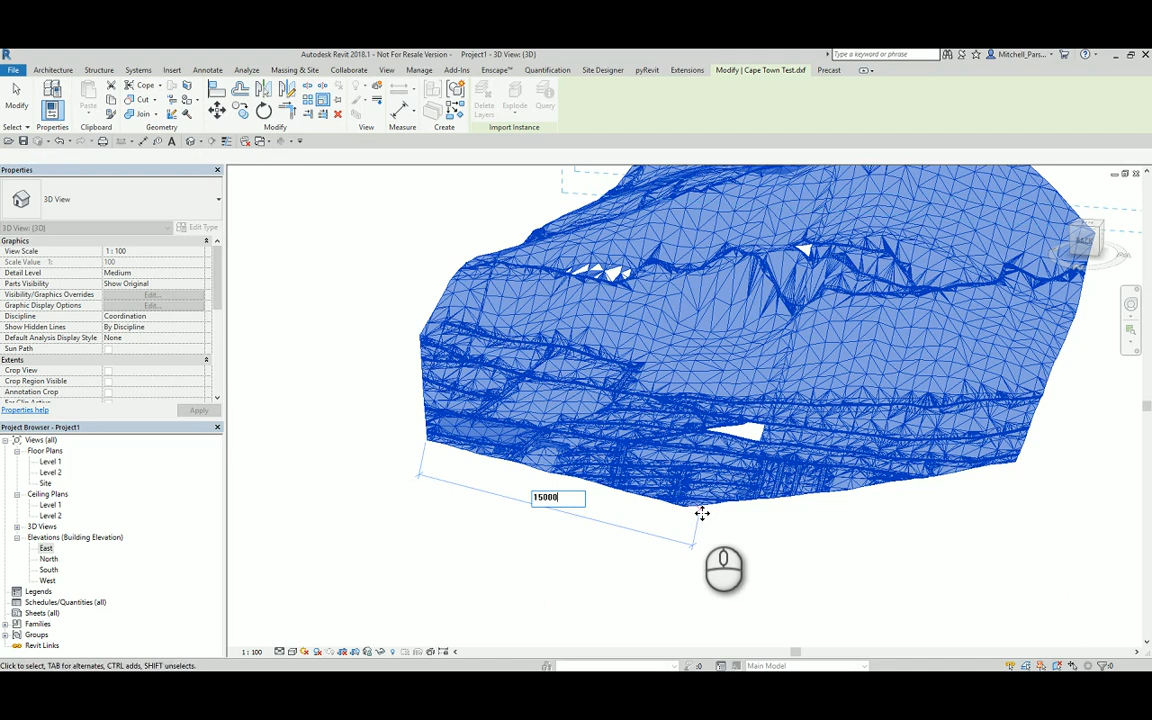 Autodesk Revit 2018.1 - Not For Resale Version -    Project1 - 3D View: {3D}
Type a keyword or phrase
Mitchell_Pars...
File Architecture Structure Systems Insert Annotate Analyze Massing & Site Collaborate View Manage Add-Ins Enscape™ Quantification Site Designer pyRevit Extensions Modify | Cape Town Test.dxf Precast
Modify Paste Cope Cut Join Delete Layers Explode Query
Select Properties Clipboard Geometry Modify View Measure Create Import Instance
Properties
3D View
3D View: {3D} Edit Type
Graphics
View Scale 1 : 100
Scale Value 1: 100
Detail Level Medium
Parts Visibility Show Original
Visibility/Graphics Overrides Edit...
Graphic Display Options Edit...
Discipline Coordination
Show Hidden Lines By Discipline
Default Analysis Display Style None
Sun Path
Extents
Crop View
Crop Region Visible
Annotation Crop
Properties help Apply
Project Browser - Project1
Views (all)
Floor Plans
Level 1
Level 2
Site
Ceiling Plans
Level 1
Level 2
3D Views
Elevations (Building Elevation)
East
North
South
West
Legends
Schedules/Quantities (all)
Sheets (all)
Families
Groups
Revit Links
15000
BACK
1 : 100
Click to select, TAB for alternates, CTRL adds, SHIFT unselects.
:0
Main Model
:0